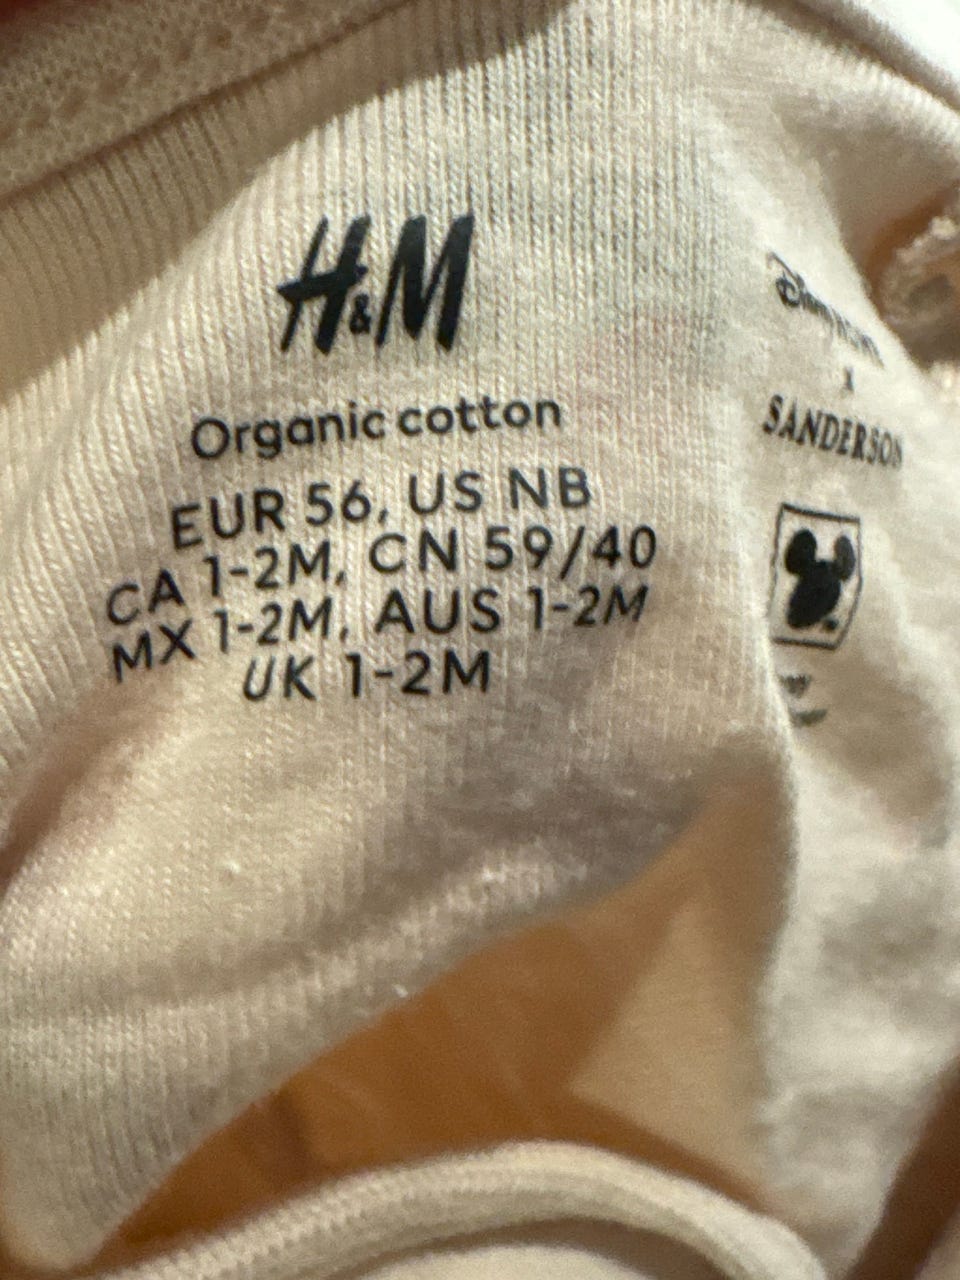 H&M
Organic cotton
EUR 56, US NB
CA 1-2M, CN 59/40
MX 1-2M, AUS 1-2M
UK 1-2M
Disney
x
SANDERSON